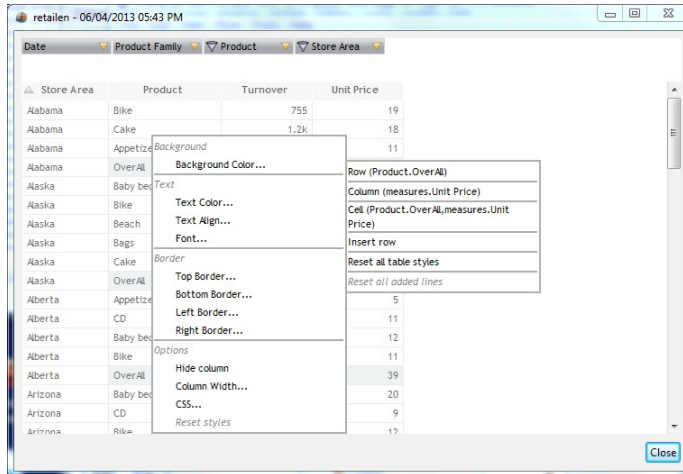 retailen - 06/04/2013 05:43 PM
Date Product Family Product Store Area
Store Area Product Turnover Unit Price
Alabama Bike 755 19
Alabama Cake 1.2k 18
Alabama Appetize 11
Alabama OverAll
Alaska Baby bed
Alaska Bike
Alaska Beach
Alaska Bags
Alaska Cake
Alaska OverAll
Alberta Appetize 5
Alberta CD 11
Alberta Baby bed 12
Alberta Bike 11
Alberta OverAll 39
Arizona Baby bed 20
Arizona CD 9
Arizona Bike 12
Background
Background Color...
Text
Text Color...
Text Align...
Font...
Border
Top Border...
Bottom Border...
Left Border...
Right Border...
Options
Hide column
Column Width...
CSS...
Reset styles
Row (Product.OverAll)
Column (measures.Unit Price)
Cell (Product.OverAll,measures.Unit
Price)
Insert row
Reset all table styles
Reset all added lines
Close